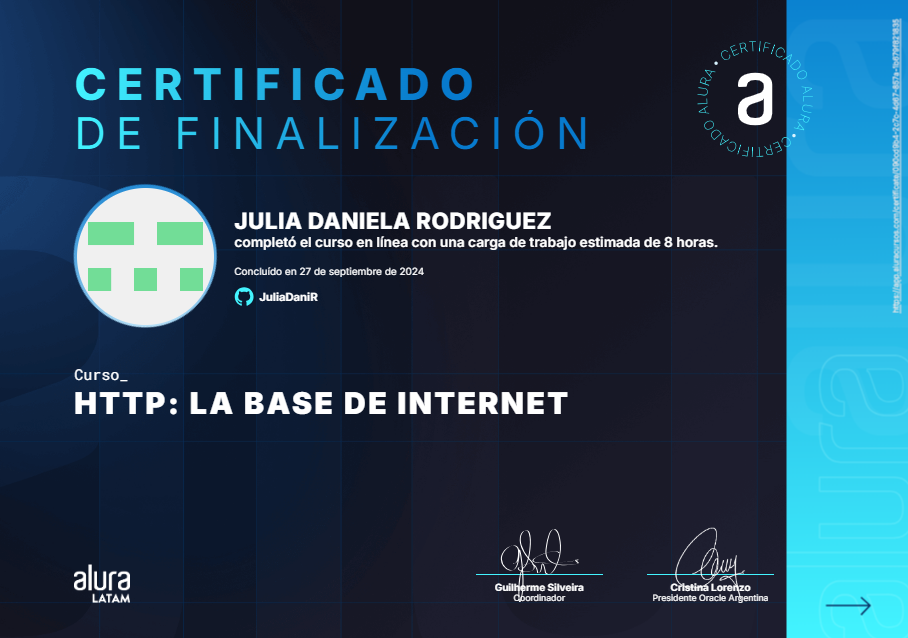 CERTIFICADO
DE FINALIZACIÓN
CERTIFICADO ALURA • CERTIFICADO ALURA •
a
JULIA DANIELA RODRIGUEZ
completó el curso en línea con una carga de trabajo estimada de 8 horas.
Concluído en 27 de septiembre de 2024
JuliaDaniR
Curso_
HTTP: LA BASE DE INTERNET
alura
LATAM
Guilherme Silveira
Coordinador
Cristina Lorenzo
Presidente Oracle Argentina
alura